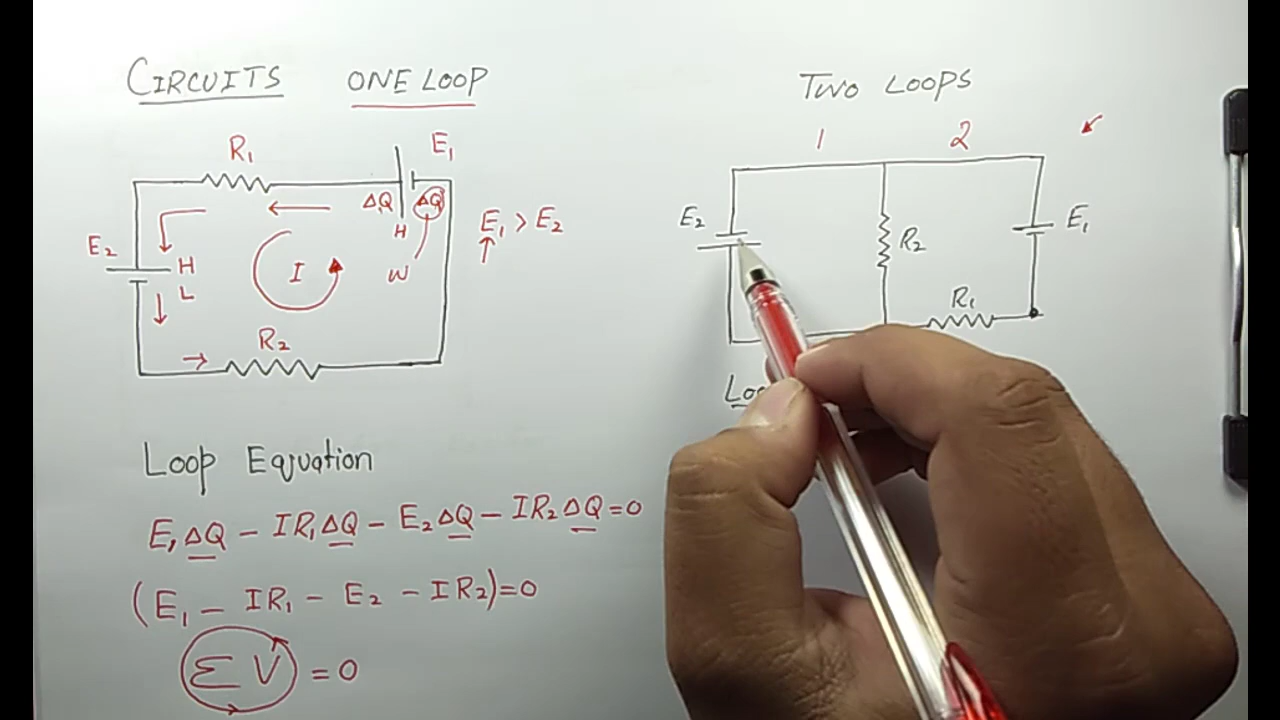 CIRCUITS ONE LOOP
R₁
E₁
ΔQ ΔQ
H
W
E₁ > E₂
E₂
H
L
I
R₂
Loop Equation
E₁ΔQ - IR₁ΔQ - E₂ΔQ - IR₂ΔQ=0
(E₁ - IR₁ - E₂ - IR₂)=0
ΣV = 0
TWO LOOPS
1 2
E₂
R₂
E₁
R₁